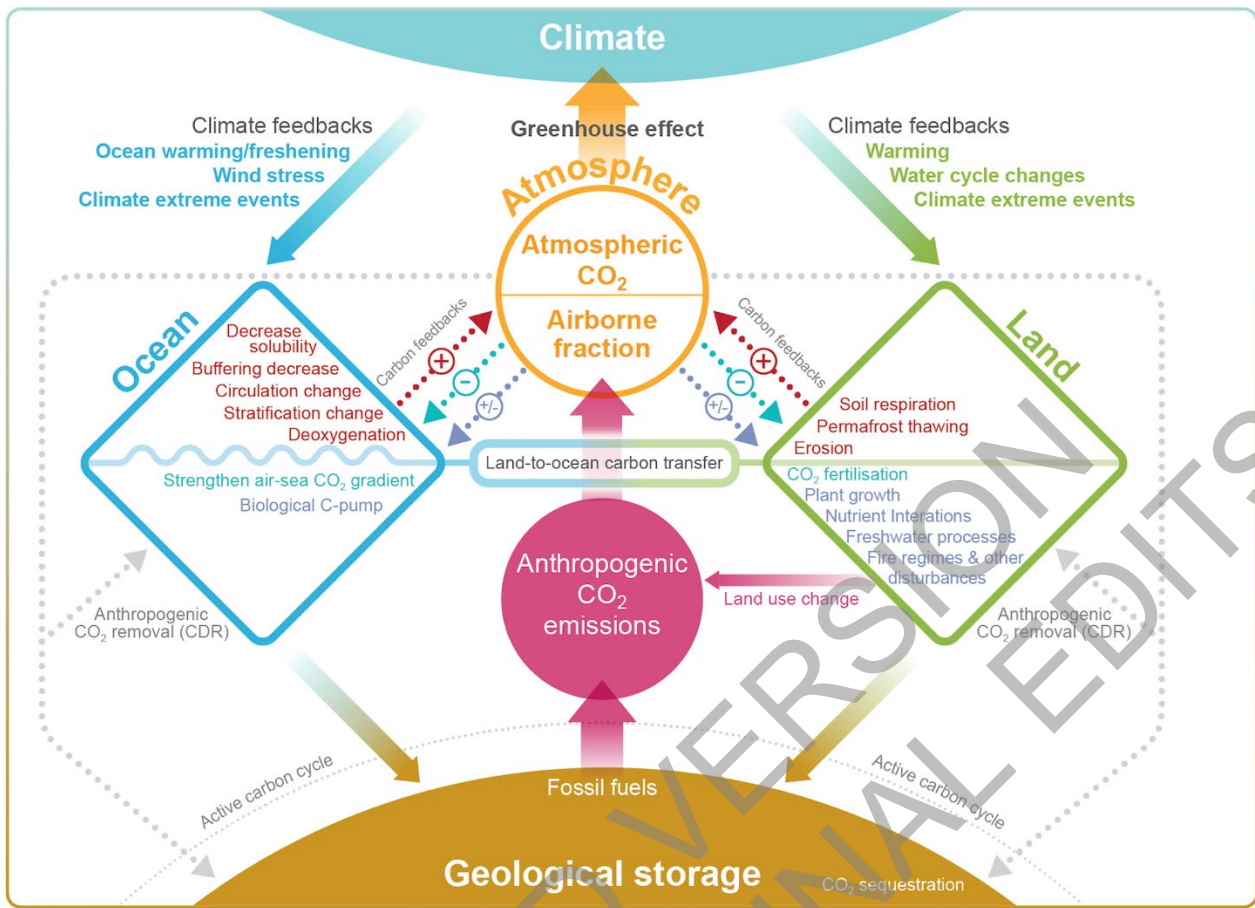 Climate
Climate feedbacks
Ocean warming/freshening
Wind stress
Climate extreme events
Greenhouse effect
Climate feedbacks
Warming
Water cycle changes
Climate extreme events
Atmosphere
Atmospheric
CO₂
Airborne
fraction
Ocean
Decrease
solubility
Buffering decrease
Circulation change
Stratification change
Deoxygenation
Strengthen air-sea CO₂ gradient
Biological C-pump
Carbon feedbacks
+
−
+/-
Carbon feedbacks
+
−
+/-
Land
Soil respiration
Permafrost thawing
Erosion
CO₂ fertilisation
Plant growth
Nutrient Interations
Freshwater processes
Fire regimes & other
disturbances
Land-to-ocean carbon transfer
Anthropogenic
CO₂
emissions
Land use change
Anthropogenic
CO₂ removal (CDR)
Anthropogenic
CO₂ removal (CDR)
Active carbon cycle
Active carbon cycle
Fossil fuels
Geological storage
CO₂ sequestration
D VERSION
NAL EDITS